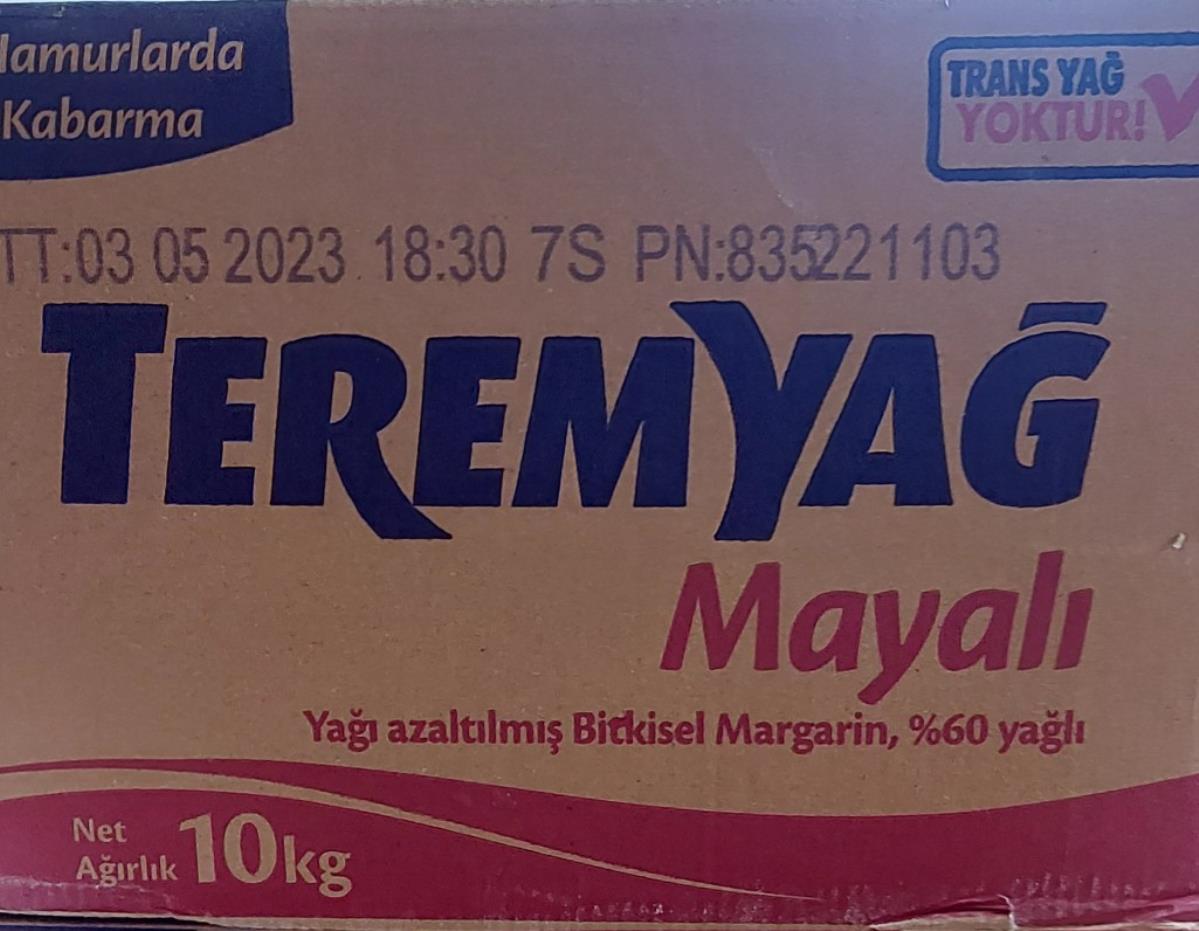 lamurlarda
Kabarma
TRANS YAĞ
YOKTUR!
TT:03 05 2023 18:30 7S PN:835221103
TEREMYAĞ
Mayalı
Yağı azaltılmış Bitkisel Margarin, %60 yağlı
Net
Ağırlık 10kg